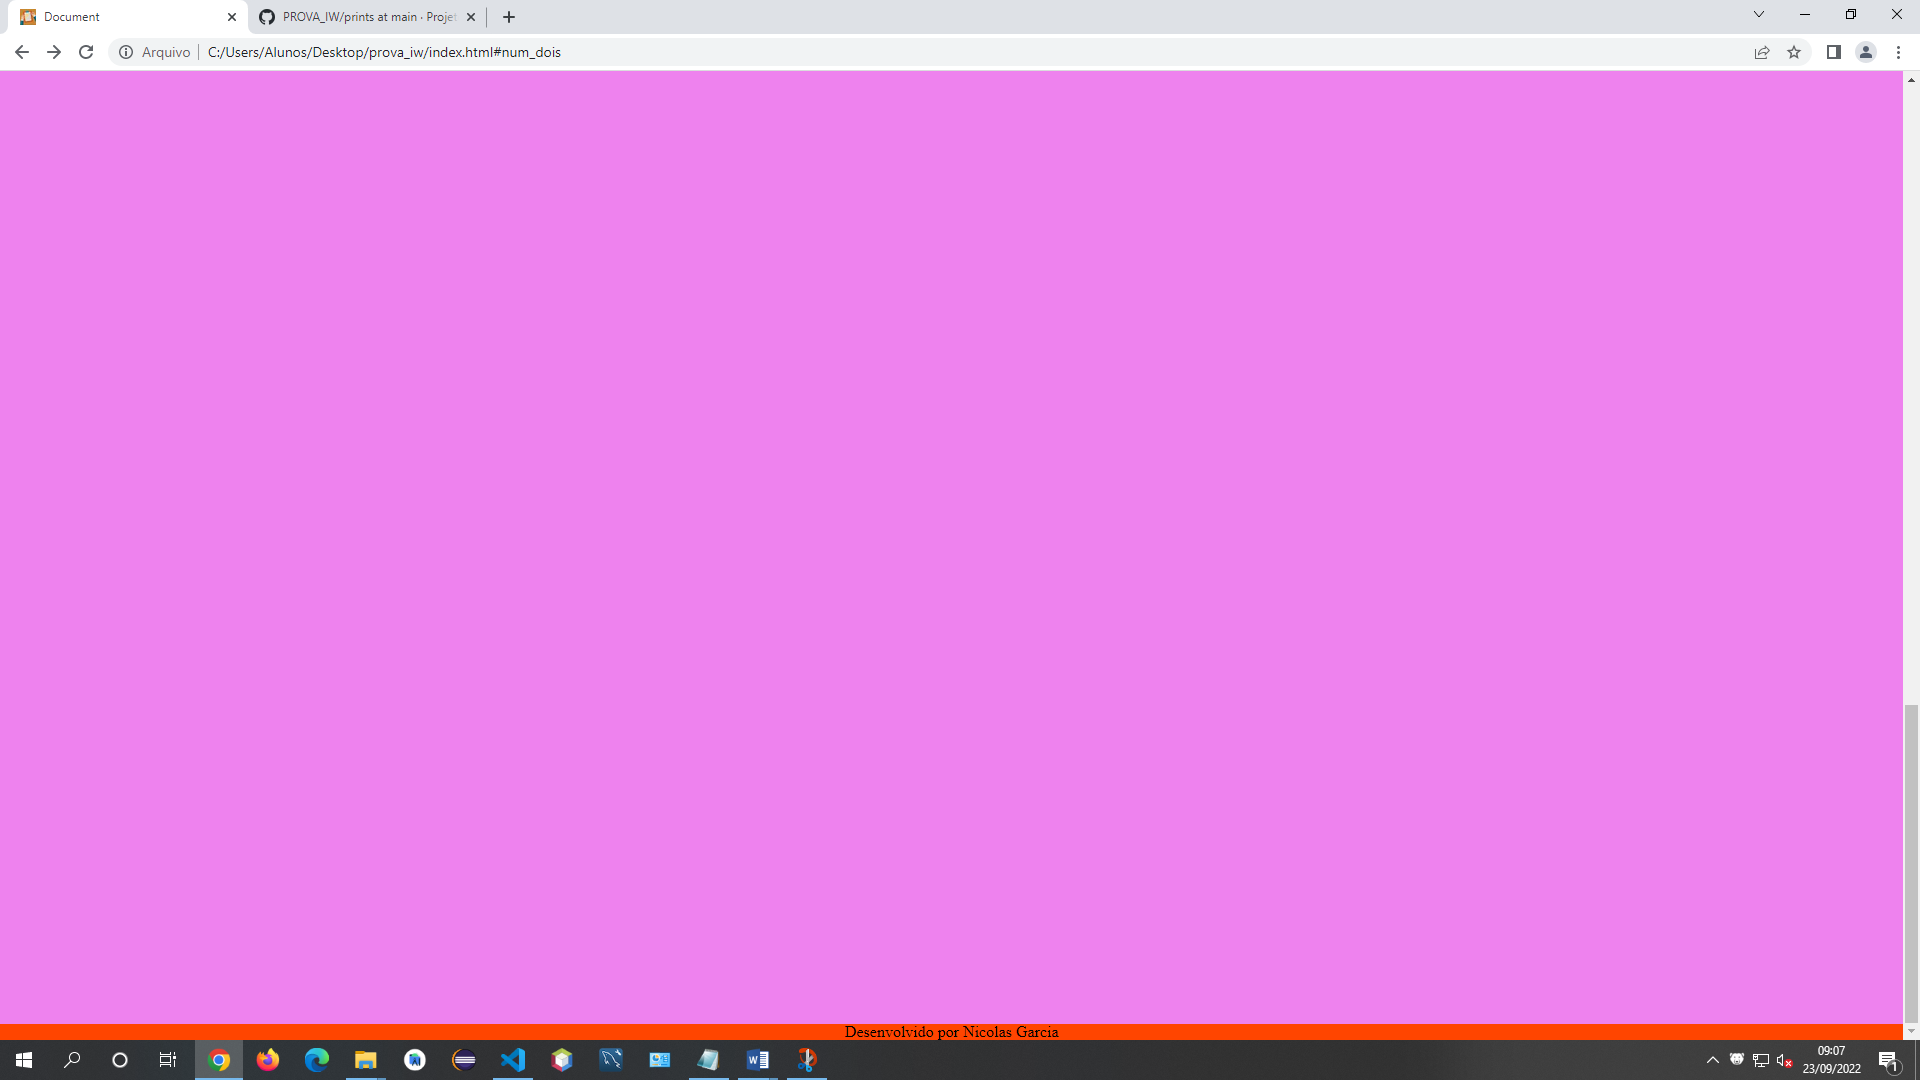 Document
PROVA_IW/prints at main · Projet
Arquivo
C:/Users/Alunos/Desktop/prova_iw/index.html#num_dois
Desenvolvido por Nicolas Garcia
09:07
23/09/2022
1